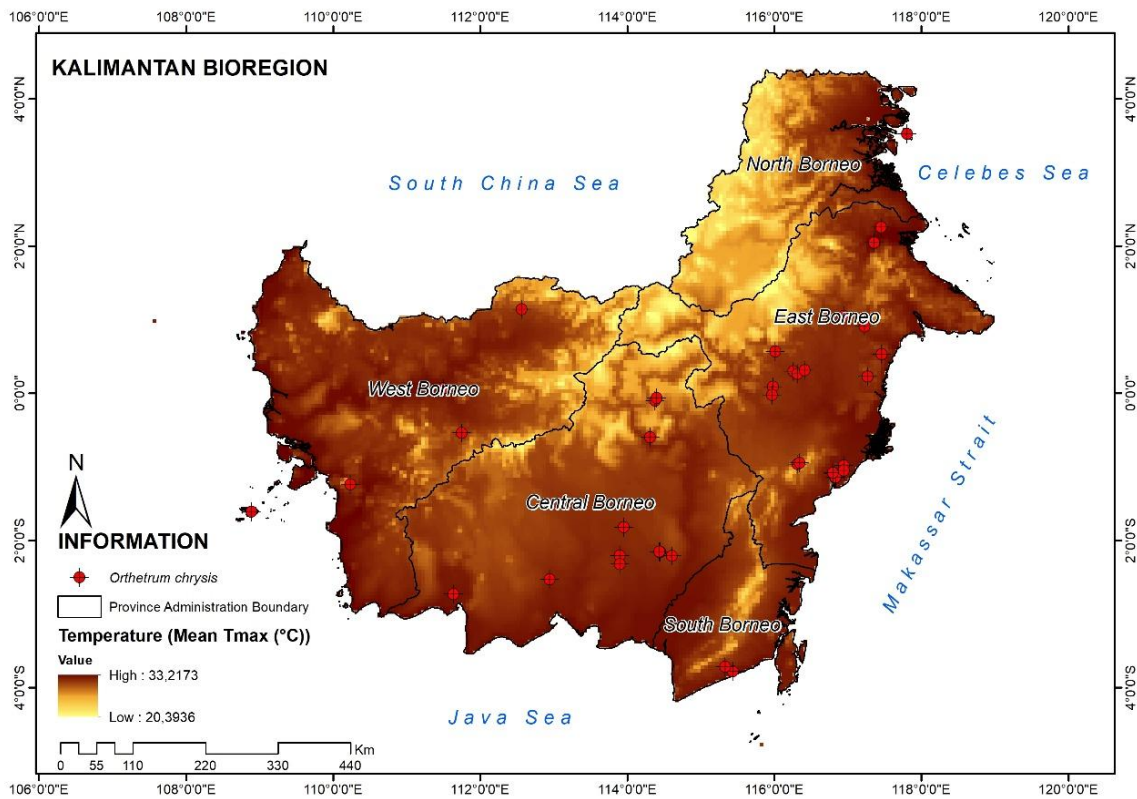 106°0'0"E 108°0'0"E 110°0'0"E 112°0'0"E 114°0'0"E 116°0'0"E 118°0'0"E 120°0'0"E
KALIMANTAN BIOREGION
4°0'0"N 4°0'0"N
North Borneo
South China Sea
Celebes Sea
2°0'0"N 2°0'0"N
East Borneo
West Borneo
0°0'0" 0°0'0"
Makassar Strait
N
Central Borneo
INFORMATION
2°0'0"S 2°0'0"S
Orthetrum chrysis
Province Administration Boundary
South Borneo
Temperature (Mean Tmax (°C))
Value
High : 33,2173
Low : 20,3936
4°0'0"S 4°0'0"S
Java Sea
Km
0 55 110 220 330 440
106°0'0"E 108°0'0"E 110°0'0"E 112°0'0"E 114°0'0"E 116°0'0"E 118°0'0"E 120°0'0"E